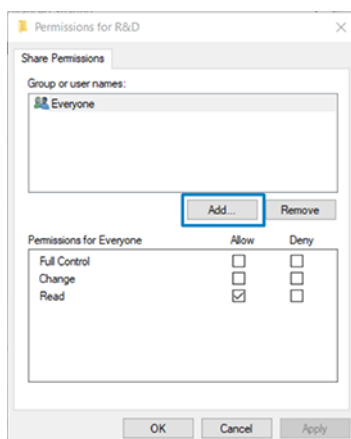 Permissions for R&D
Share Permissions
Group or user names:
Everyone
Add...
Remove
Permissions for Everyone Allow Deny
Full Control
Change
Read
OK Cancel Apply